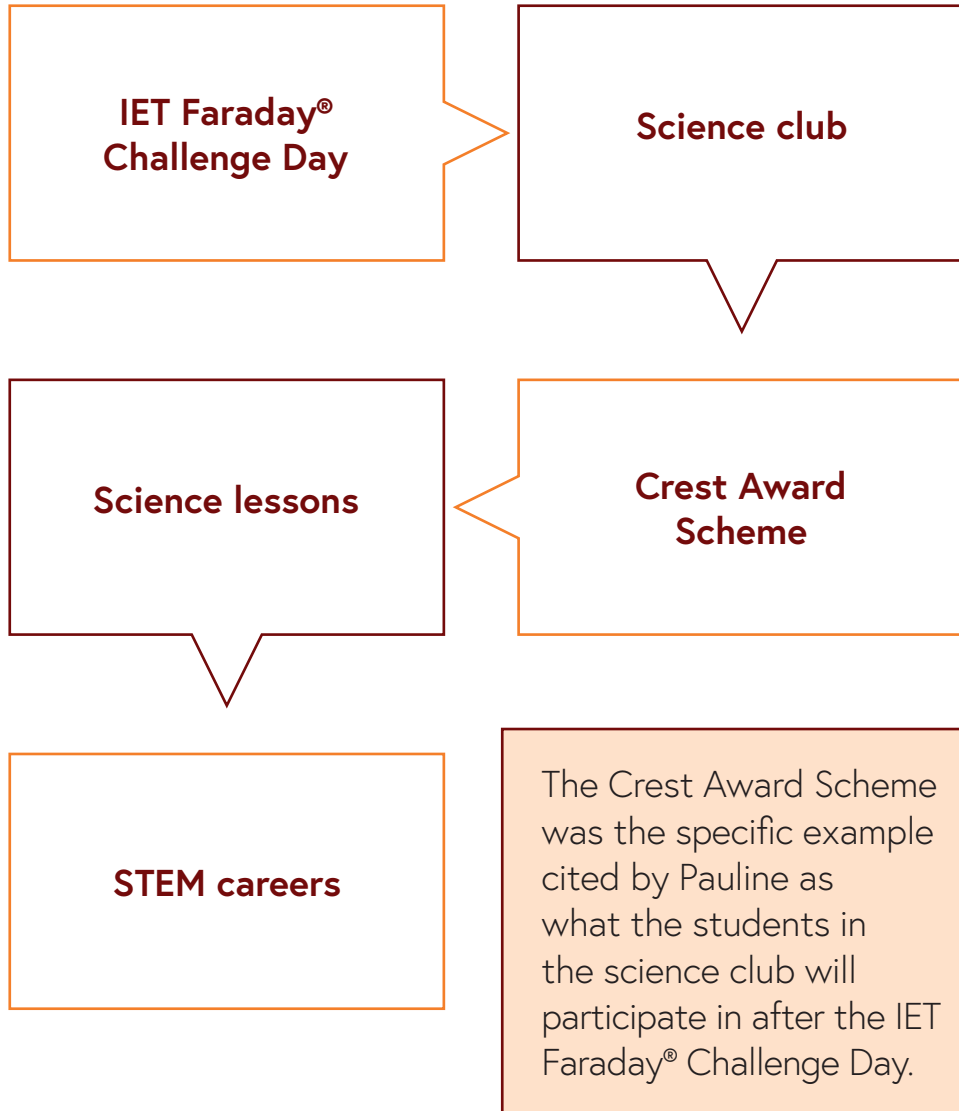 IET Faraday®
Challenge Day
Science club
Crest Award
Scheme
Science lessons
STEM careers
The Crest Award Scheme
was the specific example
cited by Pauline as
what the students in
the science club will
participate in after the IET
Faraday® Challenge Day.